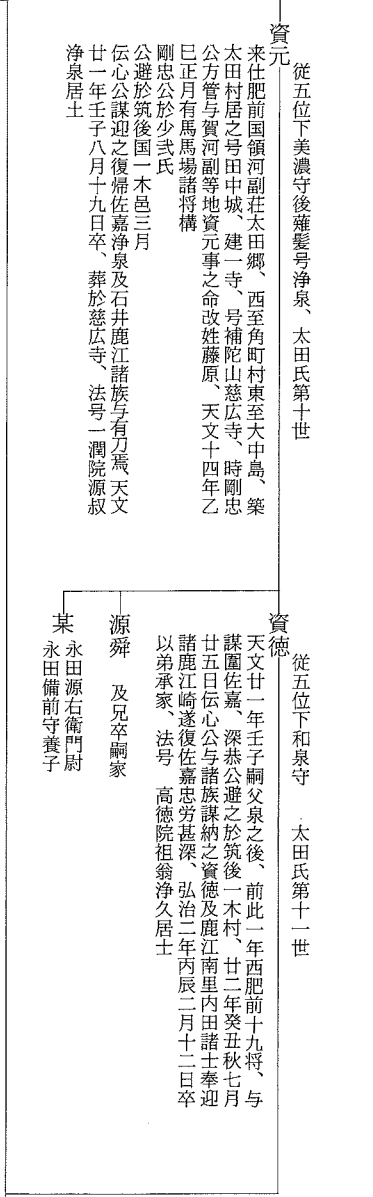 資元
従五位下美濃守後薙髪号浄泉、太田氏第十世
来仕肥前国領河副荘太田郷、西至角町村東至大中島、築
太田村居之号田中城、建一寺、号補陀山慈広寺、時剛忠
公方管与賀河副等地資元事之命改姓藤原、天文十四年乙
巳正月有馬馬場諸将構
剛忠公於少弐氏
公避於筑後国一木邑三月
伝心公謀迎之復帰佐嘉浄泉及石井鹿江諸族与有力焉、天文
廿一年壬子八月十九日卒、葬於慈広寺、法号一潤院源叔
浄泉居士
資徳
従五位下和泉守　太田氏第十一世
天文廿一年壬子嗣父泉之後、前此一年西肥前十九将、与
謀圍佐嘉、深恭公避之於筑後一木村、廿二年癸丑秋七月
廿五日伝心公与諸族謀納之資徳及鹿江南里内田諸士奉迎
諸鹿江崎遂復佐嘉忠労甚深、弘治二年丙辰二月十二日卒
以弟承家、法号　高徳院祖翁浄久居士
源舜　及兄卒嗣家
某
永田源右衛門尉
永田備前守養子